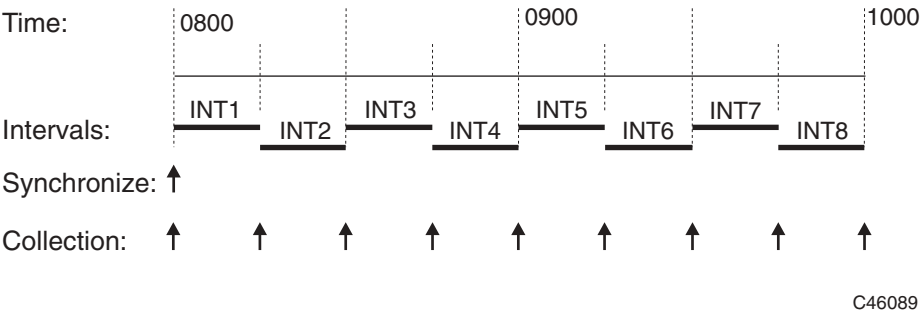 Time: 0800 0900 1000
INT1 INT3 INT5 INT7
Intervals: INT2 INT4 INT6 INT8
Synchronize:
Collection:
C46089